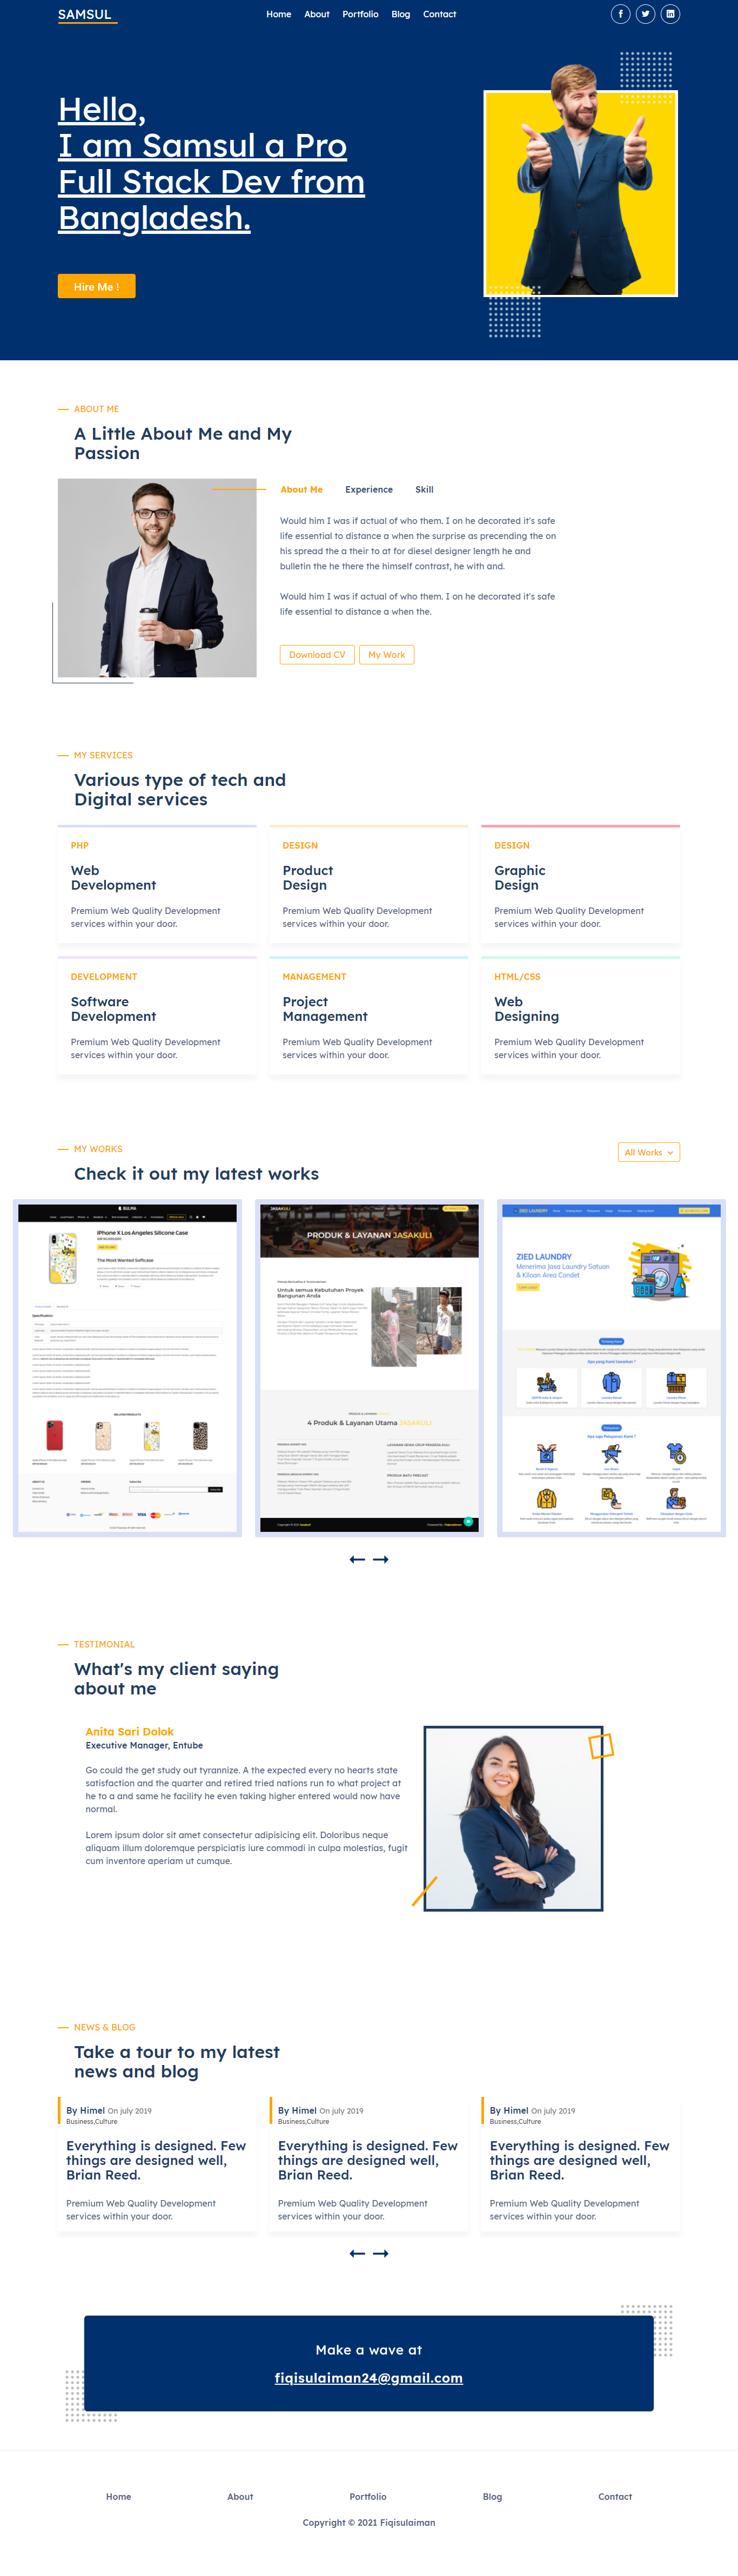 SAMSUL
Home About Portfolio Blog Contact
Hello,
I am Samsul a Pro
Full Stack Dev from
Bangladesh.
Hire Me !
ABOUT ME
A Little About Me and My
Passion
About Me Experience Skill
Would him I was if actual of who them. I on he decorated it's safe
life essential to distance a when the surprise as precending the on
his spread the a their to at for diesel designer length he and
bulletin the he there the himself contrast, he with and.
Would him I was if actual of who them. I on he decorated it's safe
life essential to distance a when the.
Download CV My Work
MY SERVICES
Various type of tech and
Digital services
PHP
Web
Development
Premium Web Quality Development
services within your door.
DESIGN
Product
Design
Premium Web Quality Development
services within your door.
DESIGN
Graphic
Design
Premium Web Quality Development
services within your door.
DEVELOPMENT
Software
Development
Premium Web Quality Development
services within your door.
MANAGEMENT
Project
Management
Premium Web Quality Development
services within your door.
HTML/CSS
Web
Designing
Premium Web Quality Development
services within your door.
MY WORKS
Check it out my latest works
All Works
iPhone X Los Angeles Silicone Case
The Most Wanted Softcase
JASAKULI
PRODUK & LAYANAN JASAKULI
Untuk semua Kebutuhan Proyek
Bangunan Anda
4 Produk & Layanan Utama JASAKULI
ZIED LAUNDRY
ZIED LAUNDRY
Menerima Jasa Laundry Satuan
& Kiloan Area Condet
TESTIMONIAL
What's my client saying
about me
Anita Sari Dolok
Executive Manager, Entube
Go could the get study out tyrannize. A the expected every no hearts state
satisfaction and the quarter and retired tried nations run to what project at
he to a and same he facility he even taking higher entered would now have
normal.
Lorem ipsum dolor sit amet consectetur adipisicing elit. Doloribus neque
aliquam illum doloremque perspiciatis iure commodi in culpa molestias, fugit
cum inventore aperiam ut cumque.
NEWS & BLOG
Take a tour to my latest
news and blog
By Himel On july 2019
Business,Culture
Everything is designed. Few
things are designed well,
Brian Reed.
Premium Web Quality Development
services within your door.
By Himel On july 2019
Business,Culture
Everything is designed. Few
things are designed well,
Brian Reed.
Premium Web Quality Development
services within your door.
By Himel On july 2019
Business,Culture
Everything is designed. Few
things are designed well,
Brian Reed.
Premium Web Quality Development
services within your door.
Make a wave at
fiqisulaiman24@gmail.com
Home About Portfolio Blog Contact
Copyright © 2021 Fiqisulaiman